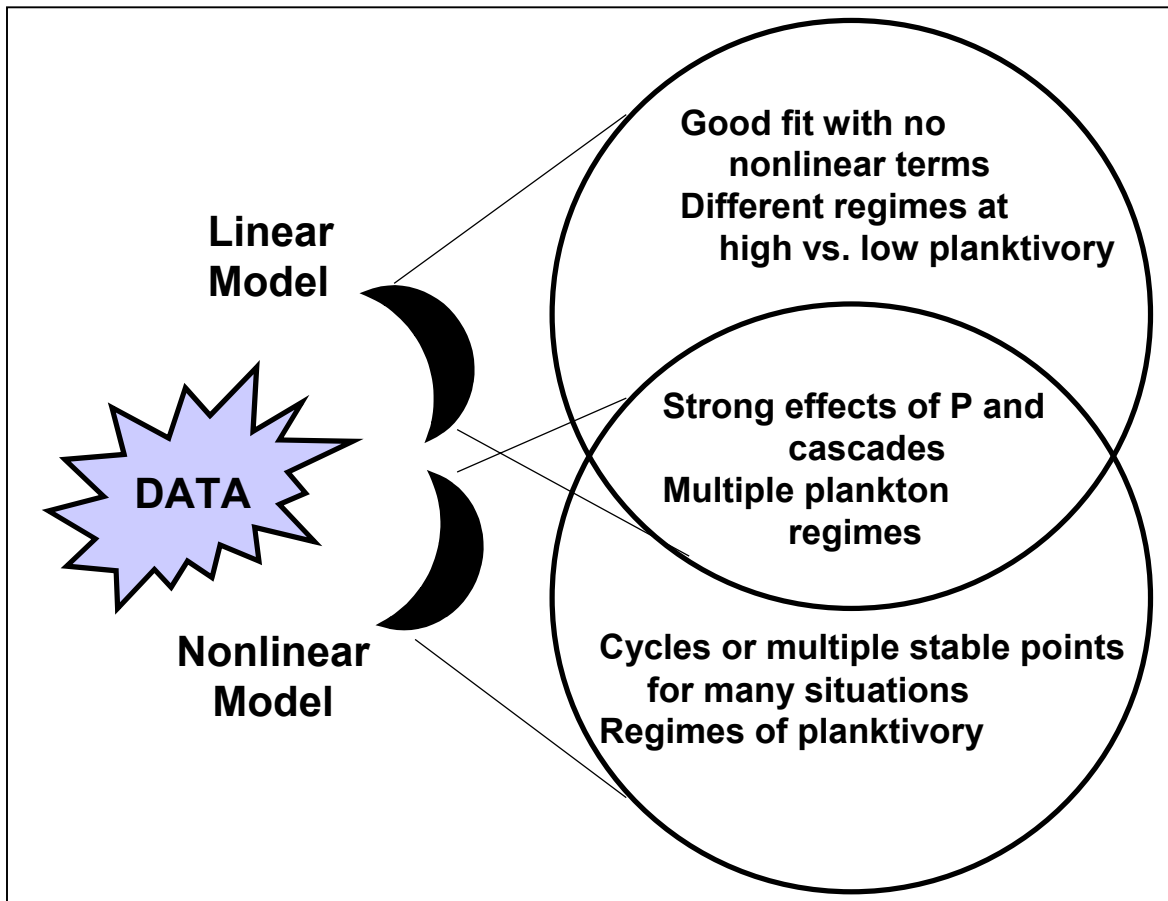 Linear
Model
DATA
Nonlinear
Model
Good fit with no
nonlinear terms
Different regimes at
high vs. low planktivory
Strong effects of P and
cascades
Multiple plankton
regimes
Cycles or multiple stable points
for many situations
Regimes of planktivory